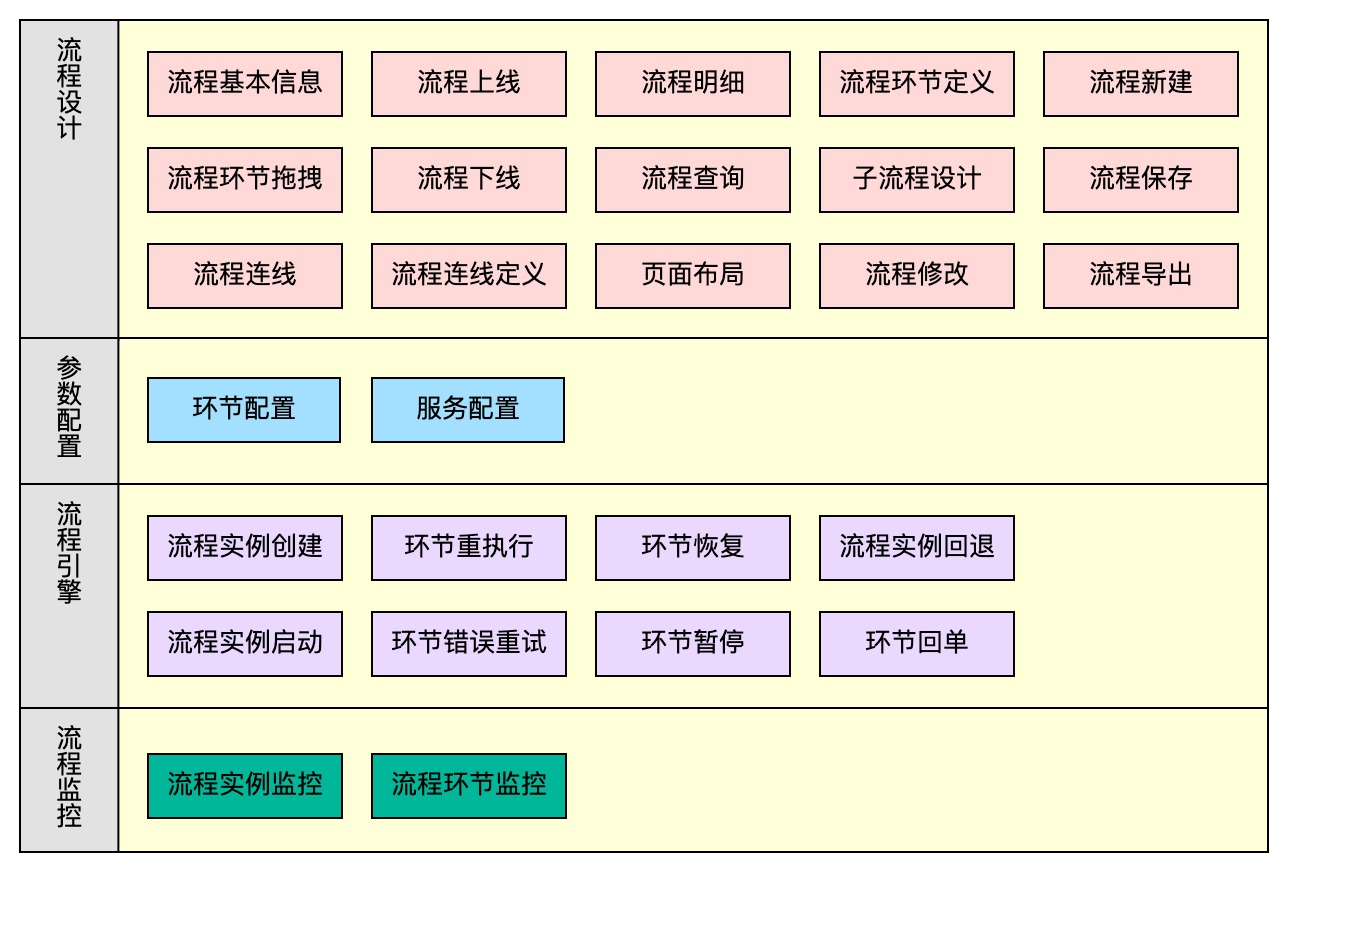 流程设计
流程基本信息 流程上线 流程明细 流程环节定义 流程新建
流程环节拖拽 流程下线 流程查询 子流程设计 流程保存
流程连线 流程连线定义 页面布局 流程修改 流程导出
参数配置
环节配置 服务配置
流程引擎
流程实例创建 环节重执行 环节恢复 流程实例回退
流程实例启动 环节错误重试 环节暂停 环节回单
流程监控
流程实例监控 流程环节监控